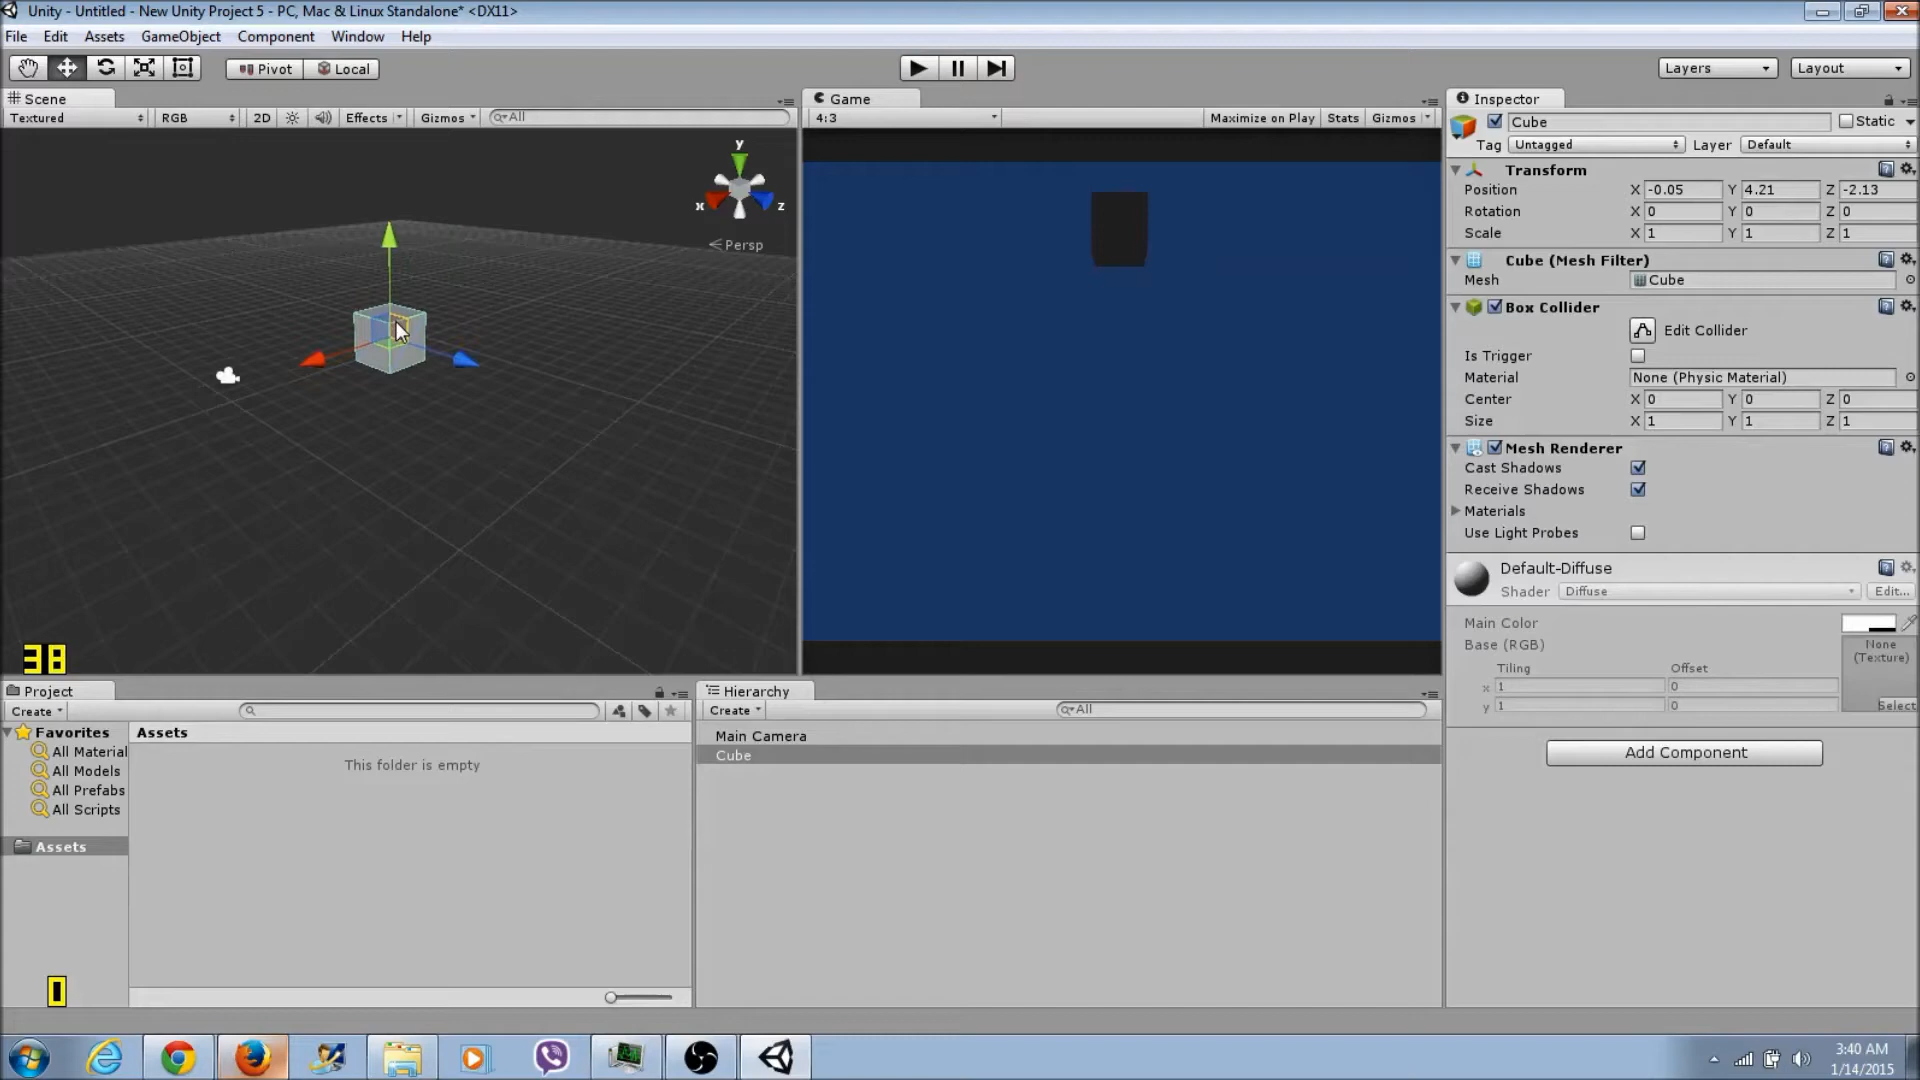 Unity - Untitled - New Unity Project 5 - PC, Mac & Linux Standalone* <DX11>
File Edit Assets GameObject Component Window Help
Pivot Local Layers Layout
Scene
Textured RGB 2D Effects Gizmos All
y
x z
Persp
Game
4:3 Maximize on Play Stats Gizmos
Inspector
Cube Static
Tag Untagged Layer Default
Transform
Position X -0.05 Y 4.21 Z -2.13
Rotation X 0 Y 0 Z 0
Scale X 1 Y 1 Z 1
Cube (Mesh Filter)
Mesh Cube
Box Collider
Edit Collider
Is Trigger
Material None (Physic Material)
Center X 0 Y 0 Z 0
Size X 1 Y 1 Z 1
Mesh Renderer
Cast Shadows
Receive Shadows
Materials
Use Light Probes
Default-Diffuse
Shader Diffuse Edit...
Main Color
Base (RGB) None
(Texture)
Tiling Offset
x 1 0
y 1 0 Select
Add Component
38
Project
Create
Favorites
All Material
All Models
All Prefabs
All Scripts
Assets
Assets
This folder is empty
Hierarchy
Create All
Main Camera
Cube
3:40 AM
1/14/2015